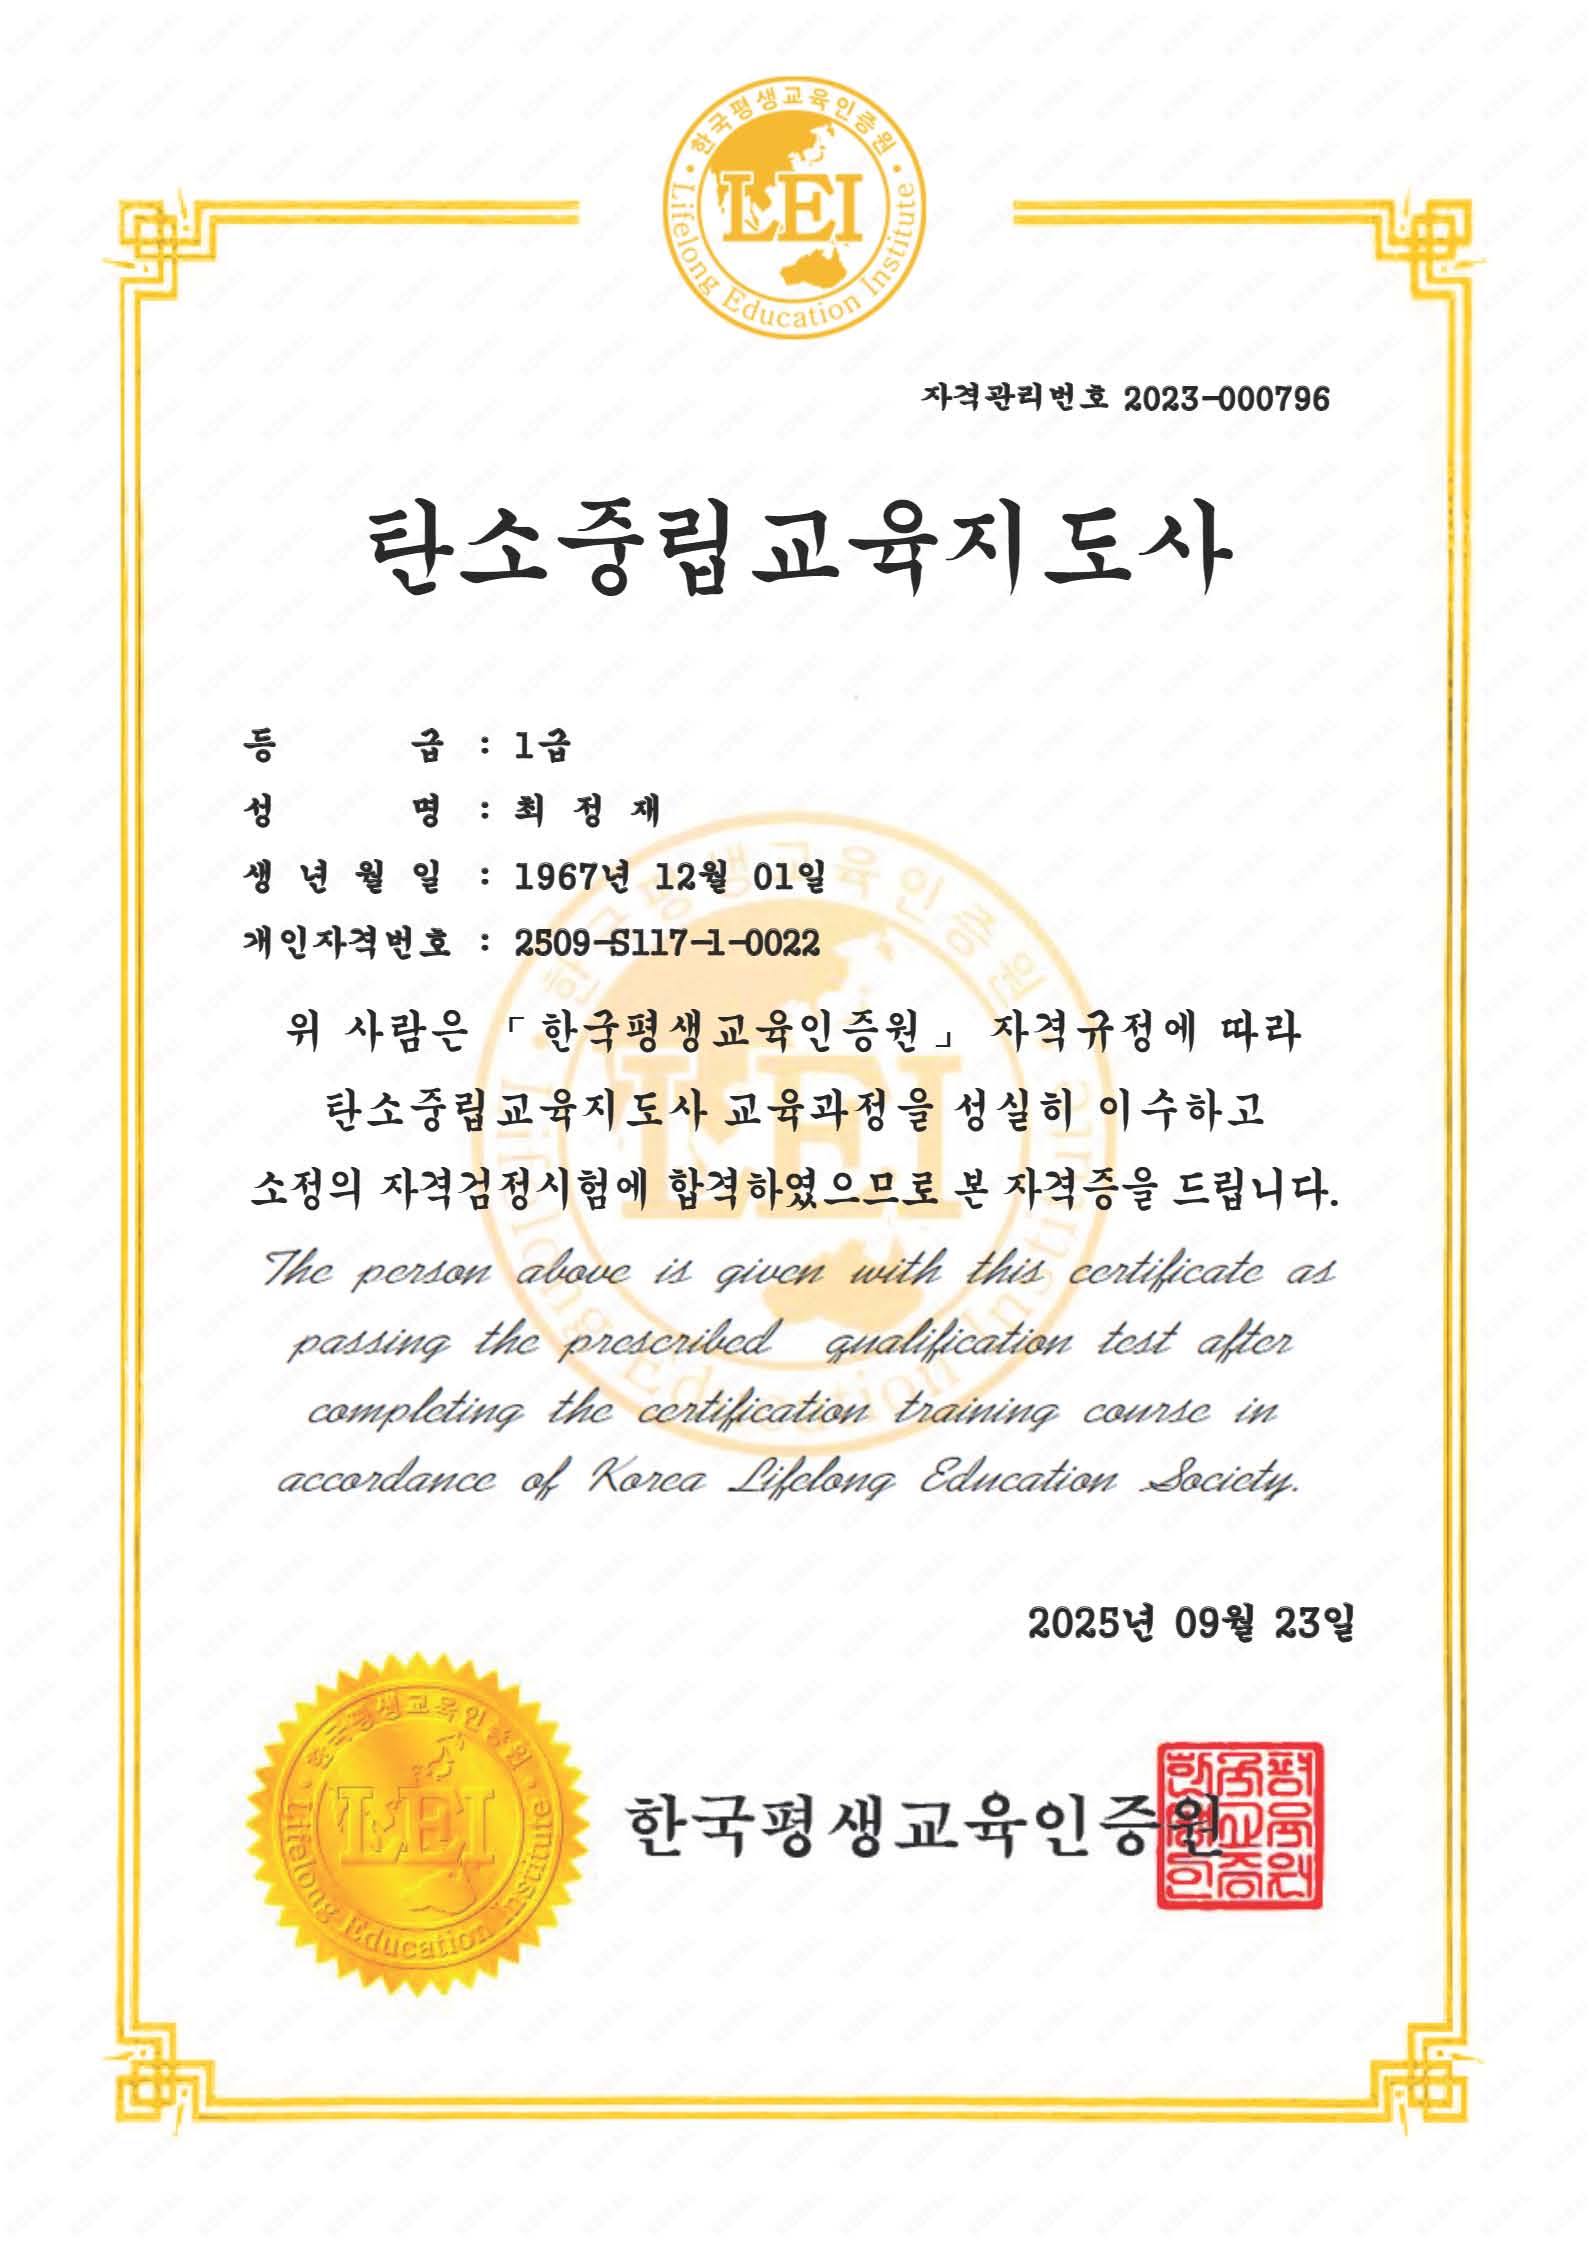 한국평생교육인증원
LEI
Lifelong Education Institute
자격관리번호 2023-000796
탄소중립교육지도사
등 급 : 1급
성 명 : 최 정 재
생 년 월 일 : 1967년 12월 01일
개인자격번호 : 2509-S117-1-0022
위 사람은 「한국평생교육인증원」 자격규정에 따라
탄소중립교육지도사 교육과정을 성실히 이수하고
소정의 자격검정시험에 합격하였으므로 본 자격증을 드립니다.
The person above is given with this certificate as
passing the prescribed qualification test after
completing the certification training course in
accordance of Korea Lifelong Education Society.
2025년 09월 23일
한국평생교육인증원
LEI
Lifelong Education Institute
한국평생교육인증원